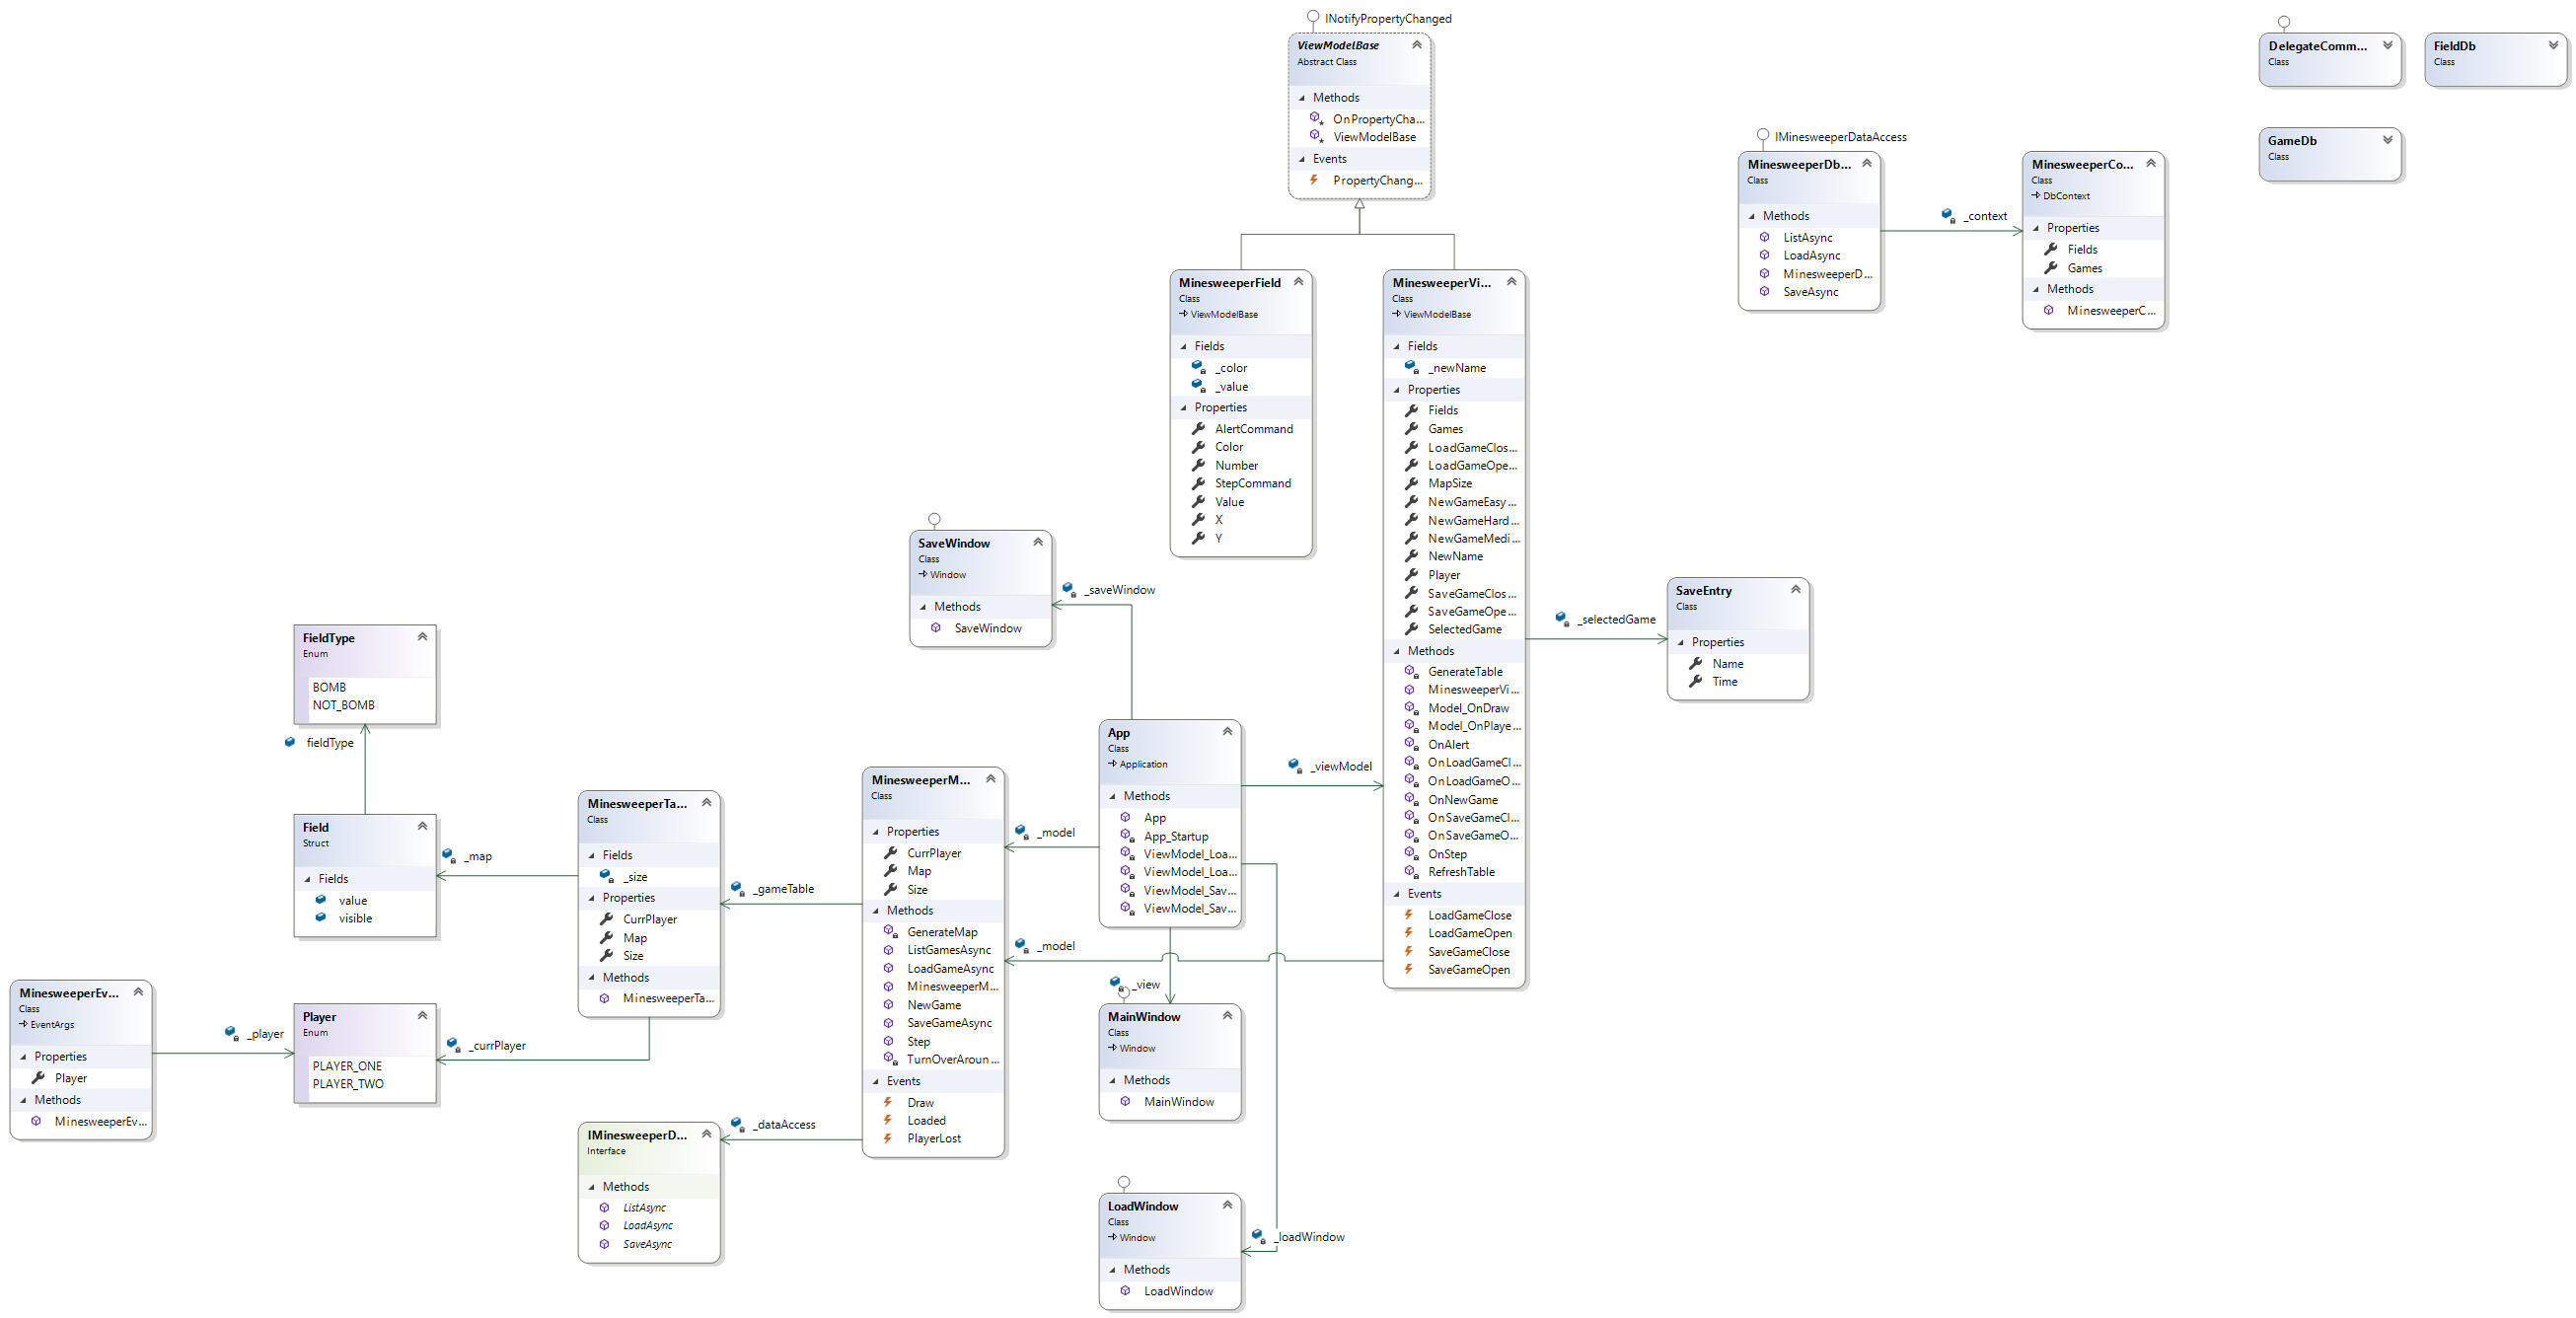 INotifyPropertyChanged
ViewModelBase
Abstract Class
Methods
OnPropertyCha...
ViewModelBase
Events
PropertyChang...
DelegateComm...
Class
FieldDb
Class
GameDb
Class
IMinesweeperDataAccess
MinesweeperDb...
Class
Methods
ListAsync
LoadAsync
MinesweeperD...
SaveAsync
_context
MinesweeperCo...
Class
DbContext
Properties
Fields
Games
Methods
MinesweeperC...
MinesweeperField
Class
ViewModelBase
Fields
_color
_value
Properties
AlertCommand
Color
Number
StepCommand
Value
X
Y
MinesweeperVi...
Class
ViewModelBase
Fields
_newName
Properties
Fields
Games
LoadGameClos...
LoadGameOpe...
MapSize
NewGameEasy...
NewGameHard...
NewGameMedi...
NewName
Player
SaveGameClos...
SaveGameOpe...
SelectedGame
Methods
GenerateTable
MinesweeperVi...
Model_OnDraw
Model_OnPlaye...
OnAlert
OnLoadGameCl...
OnLoadGameO...
OnNewGame
OnSaveGameCl...
OnSaveGameO...
OnStep
RefreshTable
Events
LoadGameClose
LoadGameOpen
SaveGameClose
SaveGameOpen
_selectedGame
SaveEntry
Class
Properties
Name
Time
SaveWindow
Class
Window
Methods
SaveWindow
_saveWindow
FieldType
Enum
BOMB
NOT_BOMB
fieldType
Field
Struct
Fields
value
visible
_map
MinesweeperTa...
Class
Fields
_size
Properties
CurrPlayer
Map
Size
Methods
MinesweeperTa...
_gameTable
MinesweeperM...
Class
Properties
CurrPlayer
Map
Size
Methods
GenerateMap
ListGamesAsync
LoadGameAsync
MinesweeperM...
NewGame
SaveGameAsync
Step
TurnOverAroun...
Events
Draw
Loaded
PlayerLost
_model
_model
App
Class
Application
Methods
App
App_Startup
ViewModel_Loa...
ViewModel_Loa...
ViewModel_Sav...
ViewModel_Sav...
_viewModel
MinesweeperEv...
Class
EventArgs
Properties
Player
Methods
MinesweeperEv...
_player
Player
Enum
PLAYER_ONE
PLAYER_TWO
_currPlayer
_dataAccess
IMinesweeperD...
Interface
Methods
ListAsync
LoadAsync
SaveAsync
_view
MainWindow
Class
Window
Methods
MainWindow
LoadWindow
Class
Window
Methods
LoadWindow
_loadWindow